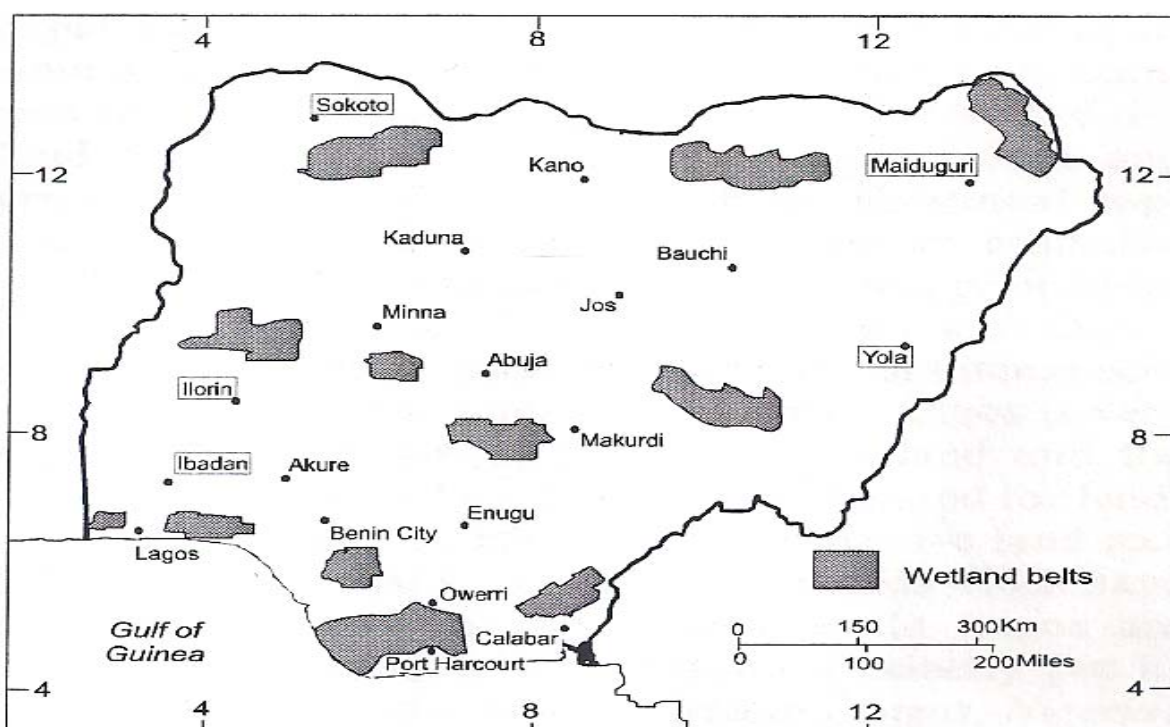 4 8 12
Sokoto
12 Kano Maiduguri 12
Kaduna
Bauchi
Minna
Jos
Abuja
Yola
Ilorin
8 Makurdi 8
Ibadan Akure
Enugu
Benin City
Lagos
Wetland belts
Owerri
Gulf of
Guinea
Calabar
0 150 300Km
Port Harcourt
0 100 200Miles
4 4
4 8 12